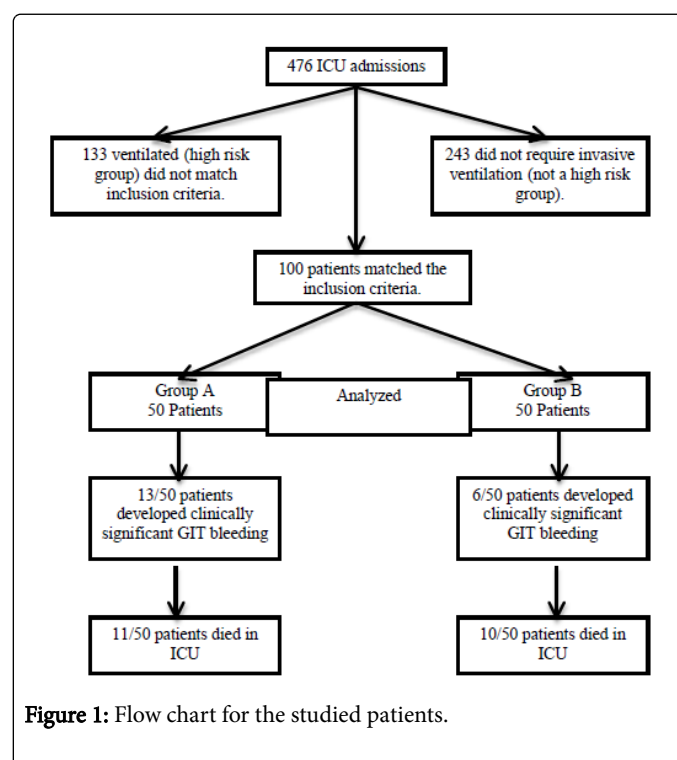 476 ICU admissions
133 ventilated (high risk
group) did not match
inclusion criteria.
243 did not require invasive
ventilation (not a high risk
group).
100 patients matched the
inclusion criteria.
Group A
50 Patients
Analyzed
Group B
50 Patients
13/50 patients
developed clinically
significant GIT bleeding
6/50 patients developed
clinically significant
GIT bleeding
11/50 patients died in
ICU
10/50 patients died in
ICU
Figure 1: Flow chart for the studied patients.